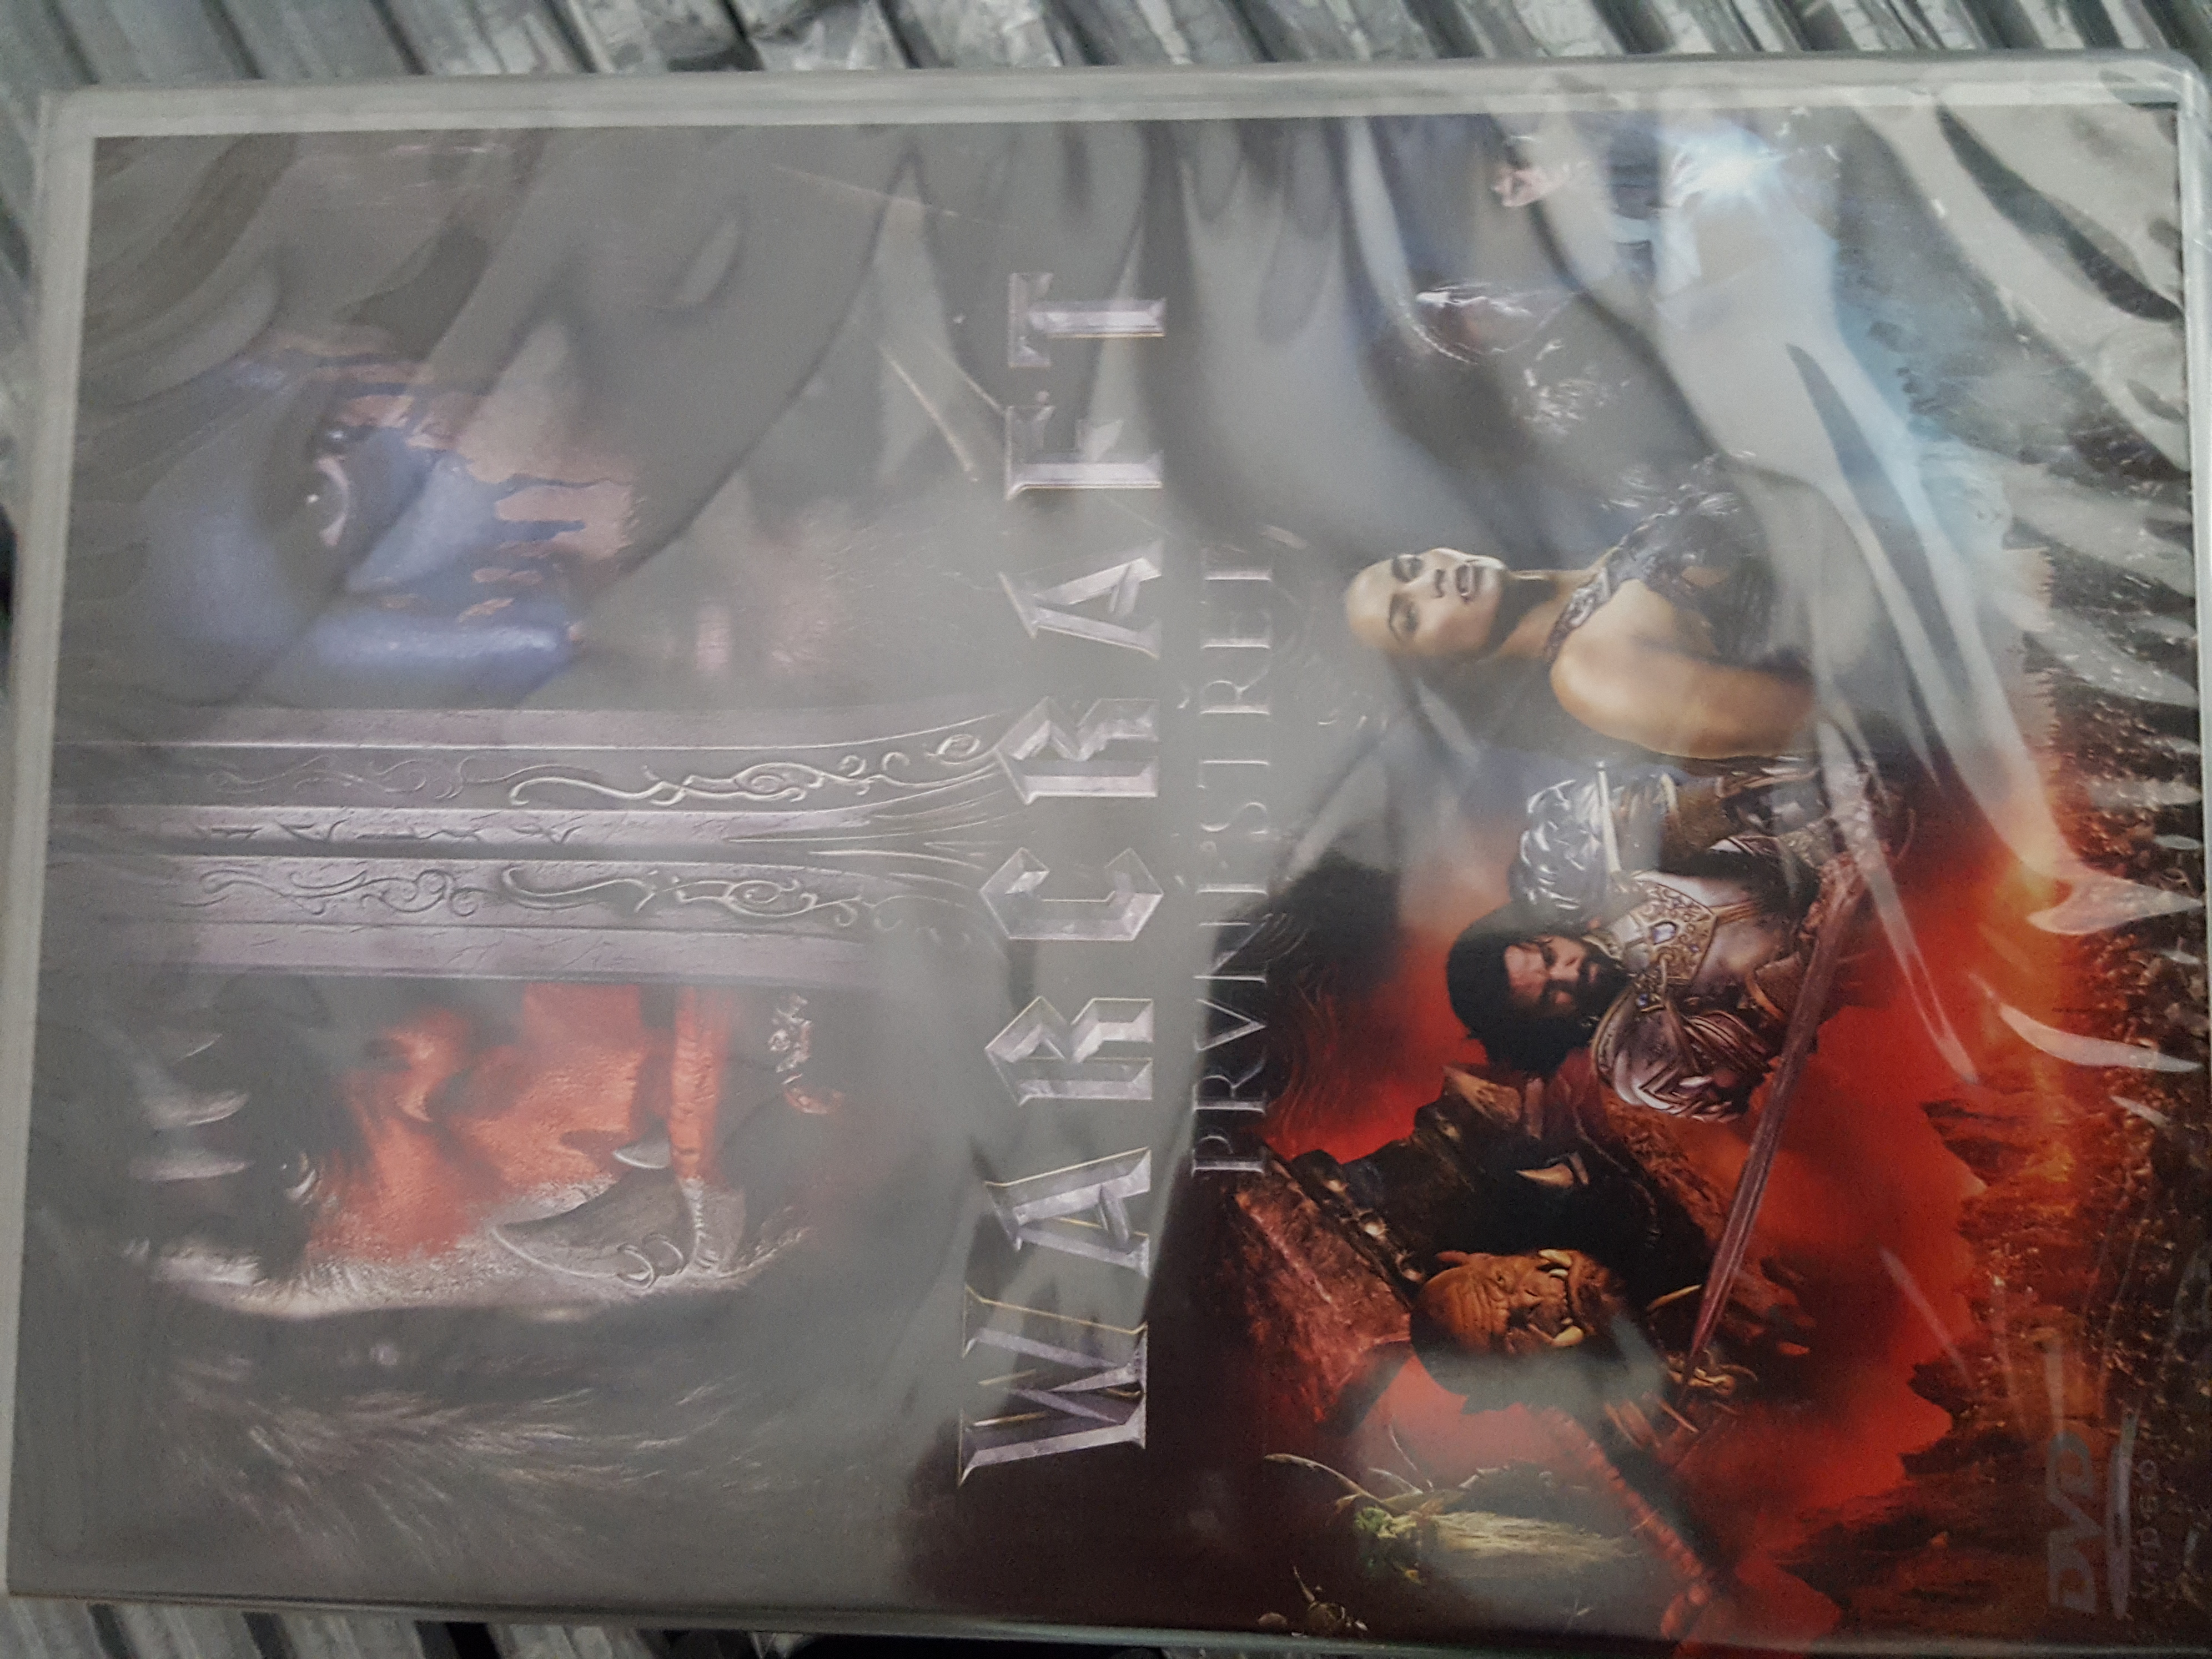 WARCRAFT
PRVNÍ STŘET
DVD
VIDEO